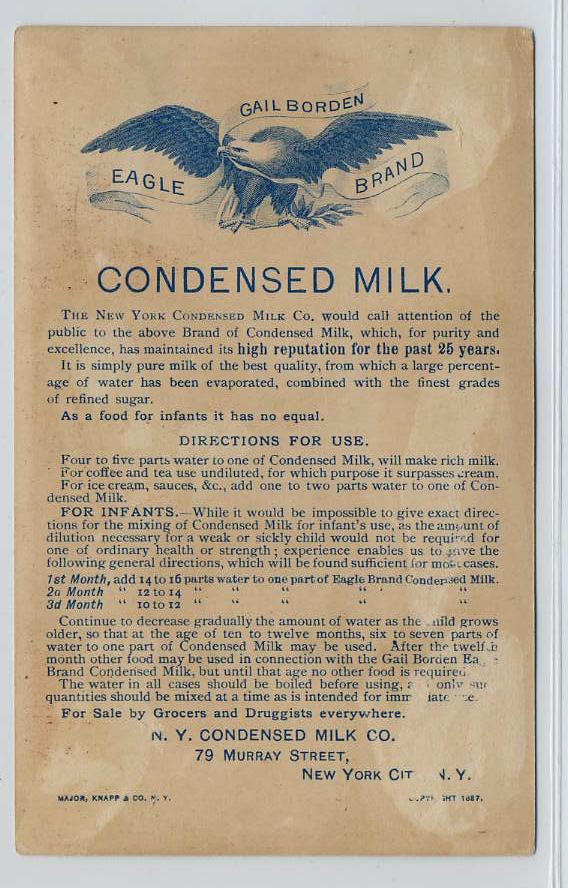 GAIL BORDEN
EAGLE BRAND
CONDENSED MILK.
THE NEW YORK CONDENSED MILK CO. would call attention of the
public to the above Brand of Condensed Milk, which, for purity and
excellence, has maintained its high reputation for the past 25 years.
It is simply pure milk of the best quality, from which a large percent-
age of water has been evaporated, combined with the finest grades
of refined sugar.
As a food for infants it has no equal.
DIRECTIONS FOR USE.
Four to five parts water to one of Condensed Milk, will make rich milk.
For coffee and tea use undiluted, for which purpose it surpasses cream.
For ice cream, sauces, &c., add one to two parts water to one of Con-
densed Milk.
FOR INFANTS.—While it would be impossible to give exact direc-
tions for the mixing of Condensed Milk for infant's use, as the amount of
dilution necessary for a weak or sickly child would not be required for
one of ordinary health or strength; experience enables us to give the
following general directions, which will be found sufficient for most cases.
1st Month, add 14 to 16 parts water to one part of Eagle Brand Condensed Milk.
2d Month " 12 to 14 " " " " "
3d Month " 10 to 12 " " " " "
Continue to decrease gradually the amount of water as the child grows
older, so that at the age of ten to twelve months, six to seven parts of
water to one part of Condensed Milk may be used. After the twelfth
month other food may be used in connection with the Gail Borden
Brand Condensed Milk, but until that age no other food is required.
The water in all cases should be boiled before using, only
quantities should be mixed at a time as is intended for
For Sale by Grocers and Druggists everywhere.
N. Y. CONDENSED MILK CO.
79 MURRAY STREET,
NEW YORK N. Y.
MAJOR, KNAPP & CO. N. Y.
1887.